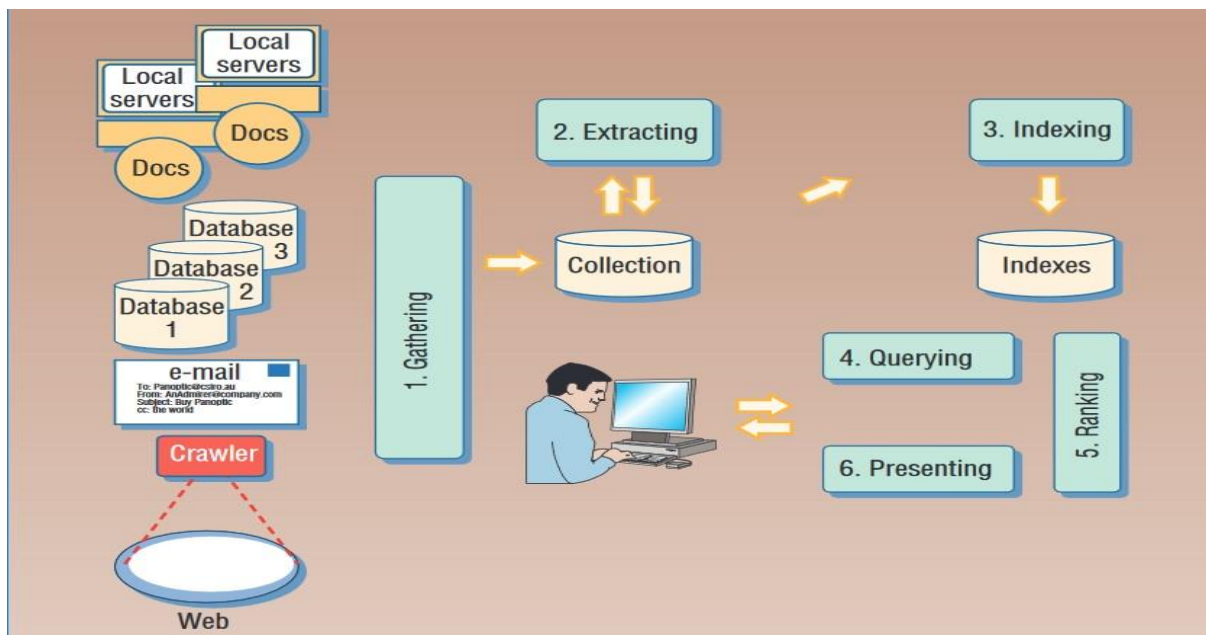 Local
servers
Local
servers
Docs
Docs
Database
3
Database
2
Database
1
e-mail
To: Panoptic@csiro.au
From: AnAdmirer@company.com
Subject: Buy Panoptic
cc: the world
Crawler
Web
1. Gathering
2. Extracting
Collection
3. Indexing
Indexes
4. Querying
5. Ranking
6. Presenting